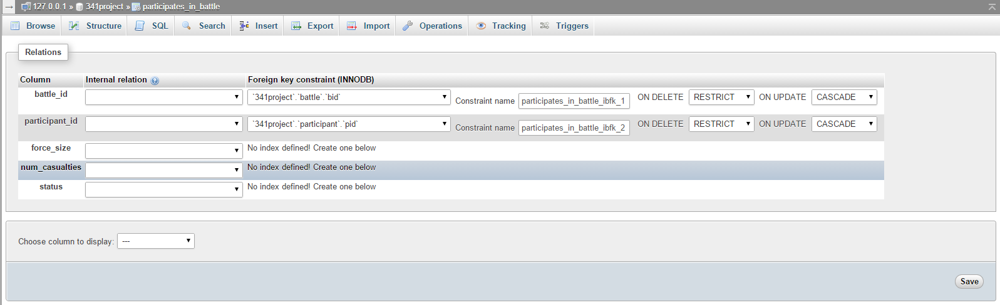 → 127.0.0.1 » 341project » participates_in_battle
Browse Structure SQL Search Insert Export Import Operations Tracking Triggers
Relations
Column Internal relation ? Foreign key constraint (INNODB)
battle_id `341project`.`battle`.`bid` Constraint name participates_in_battle_ibfk_1 ON DELETE RESTRICT ON UPDATE CASCADE
participant_id `341project`.`participant`.`pid` Constraint name participates_in_battle_ibfk_2 ON DELETE RESTRICT ON UPDATE CASCADE
force_size No index defined! Create one below
num_casualties No index defined! Create one below
status No index defined! Create one below
Choose column to display: ---
Save